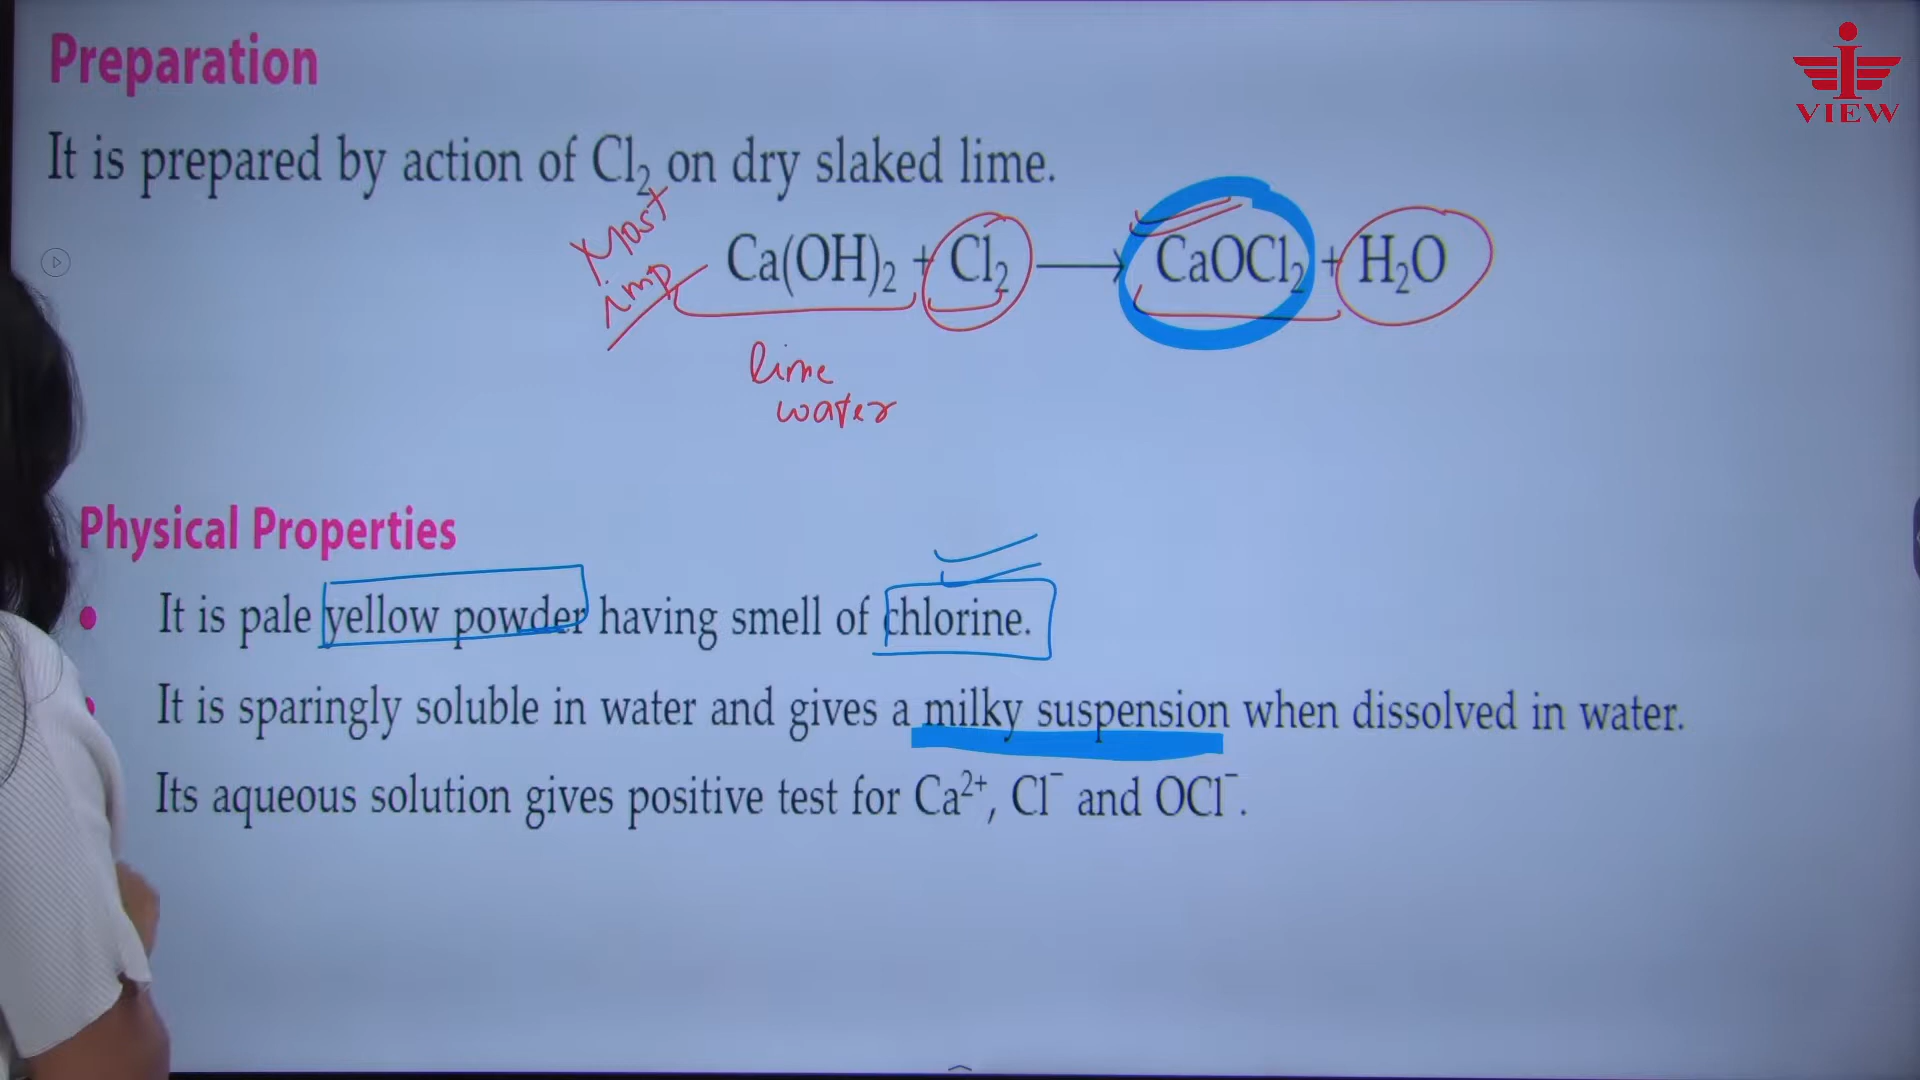 Preparation
VIEW
It is prepared by action of Cl₂ on dry slaked lime.
Most
imp
Ca(OH)₂ + Cl₂ ⟶ CaOCl₂ + H₂O
lime
water
Physical Properties
• It is pale yellow powder having smell of chlorine.
• It is sparingly soluble in water and gives a milky suspension when dissolved in water.
Its aqueous solution gives positive test for Ca²⁺, Cl⁻ and OCl⁻.